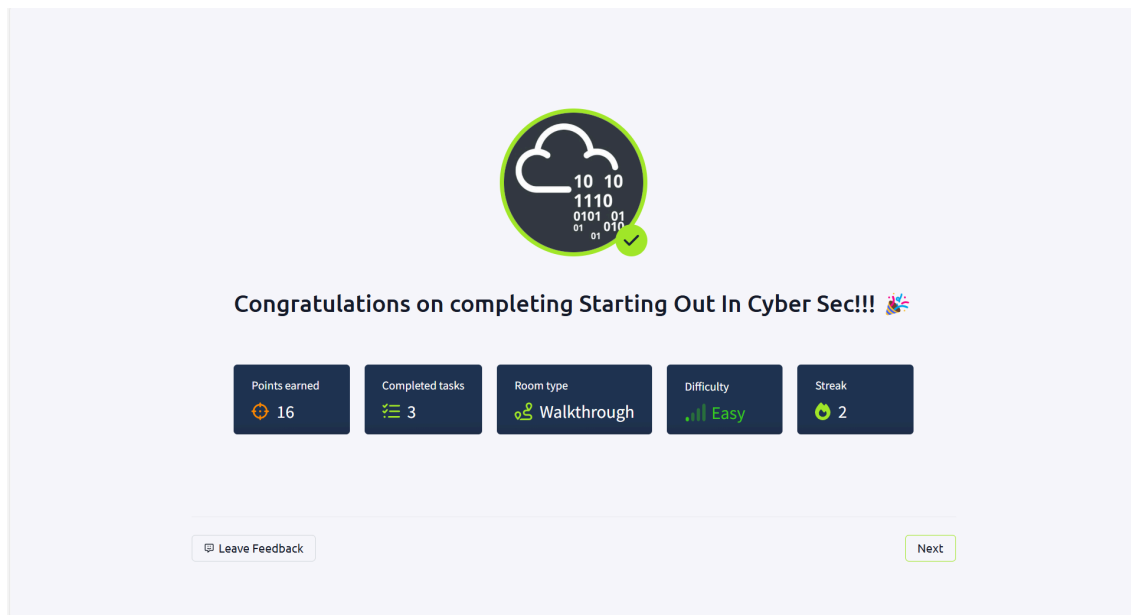 10 10
1110
0101 01
01 010
01
Congratulations on completing Starting Out In Cyber Sec!!! 🎉
Points earned
16
Completed tasks
3
Room type
Walkthrough
Difficulty
Easy
Streak
2
Leave Feedback
Next